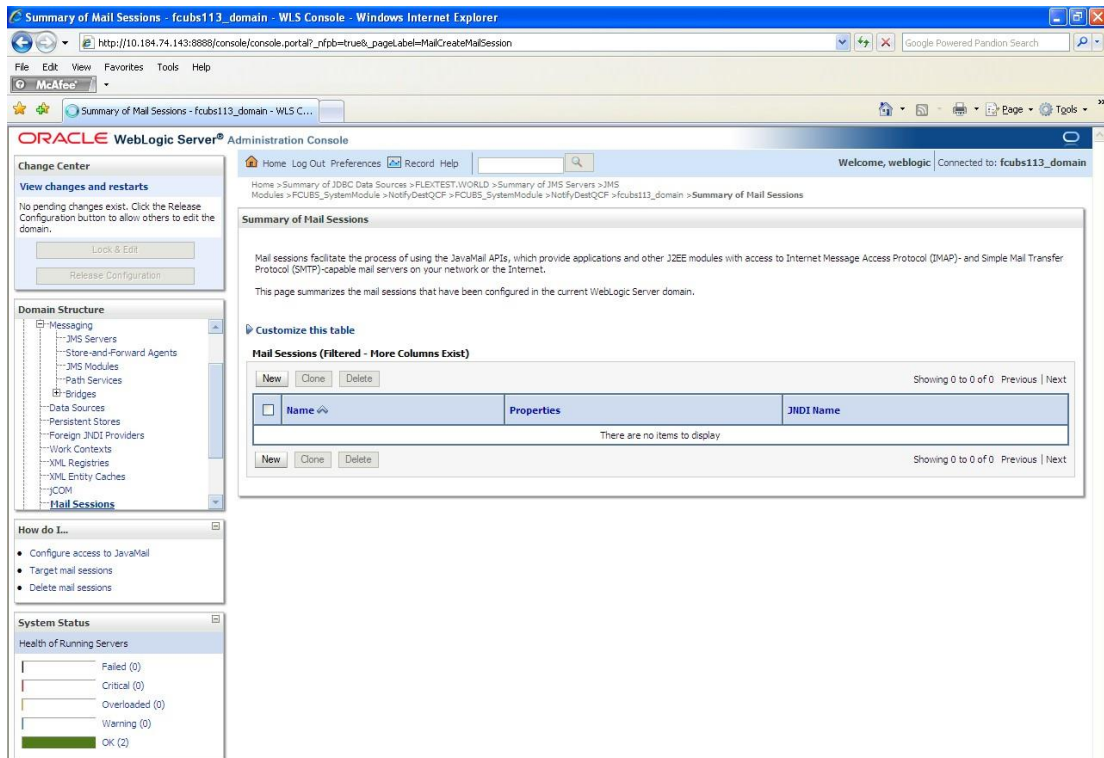 Summary of Mail Sessions - fcubs113_domain - WLS Console - Windows Internet Explorer
http://10.184.74.143:8888/console/console.portal?_nfpb=true&_pageLabel=MailCreateMailSession
Google Powered Pandion Search
File Edit View Favorites Tools Help
McAfee
Summary of Mail Sessions - fcubs113_domain - WLS C...
Page Tools
ORACLE WebLogic Server® Administration Console
Change Center
View changes and restarts
No pending changes exist. Click the Release
Configuration button to allow others to edit the
domain.
Lock & Edit
Release Configuration
Domain Structure
Messaging
JMS Servers
Store-and-Forward Agents
JMS Modules
Path Services
Bridges
Data Sources
Persistent Stores
Foreign JNDI Providers
Work Contexts
XML Registries
XML Entity Caches
jCOM
Mail Sessions
How do I...
Configure access to JavaMail
Target mail sessions
Delete mail sessions
System Status
Health of Running Servers
Failed (0)
Critical (0)
Overloaded (0)
Warning (0)
OK (2)
Home Log Out Preferences Record Help
Welcome, weblogic Connected to: fcubs113_domain
Home >Summary of JDBC Data Sources >FLEXTEST.WORLD >Summary of JMS Servers >JMS
Modules >FCUBS_SystemModule >NotifyDestQCF >FCUBS_SystemModule >NotifyDestQCF >fcubs113_domain >Summary of Mail Sessions
Summary of Mail Sessions
Mail sessions facilitate the process of using the JavaMail APIs, which provide applications and other J2EE modules with access to Internet Message Access Protocol (IMAP)- and Simple Mail Transfer
Protocol (SMTP)-capable mail servers on your network or the Internet.
This page summarizes the mail sessions that have been configured in the current WebLogic Server domain.
Customize this table
Mail Sessions (Filtered - More Columns Exist)
New Clone Delete Showing 0 to 0 of 0 Previous | Next
Name Properties JNDI Name
There are no items to display
New Clone Delete Showing 0 to 0 of 0 Previous | Next